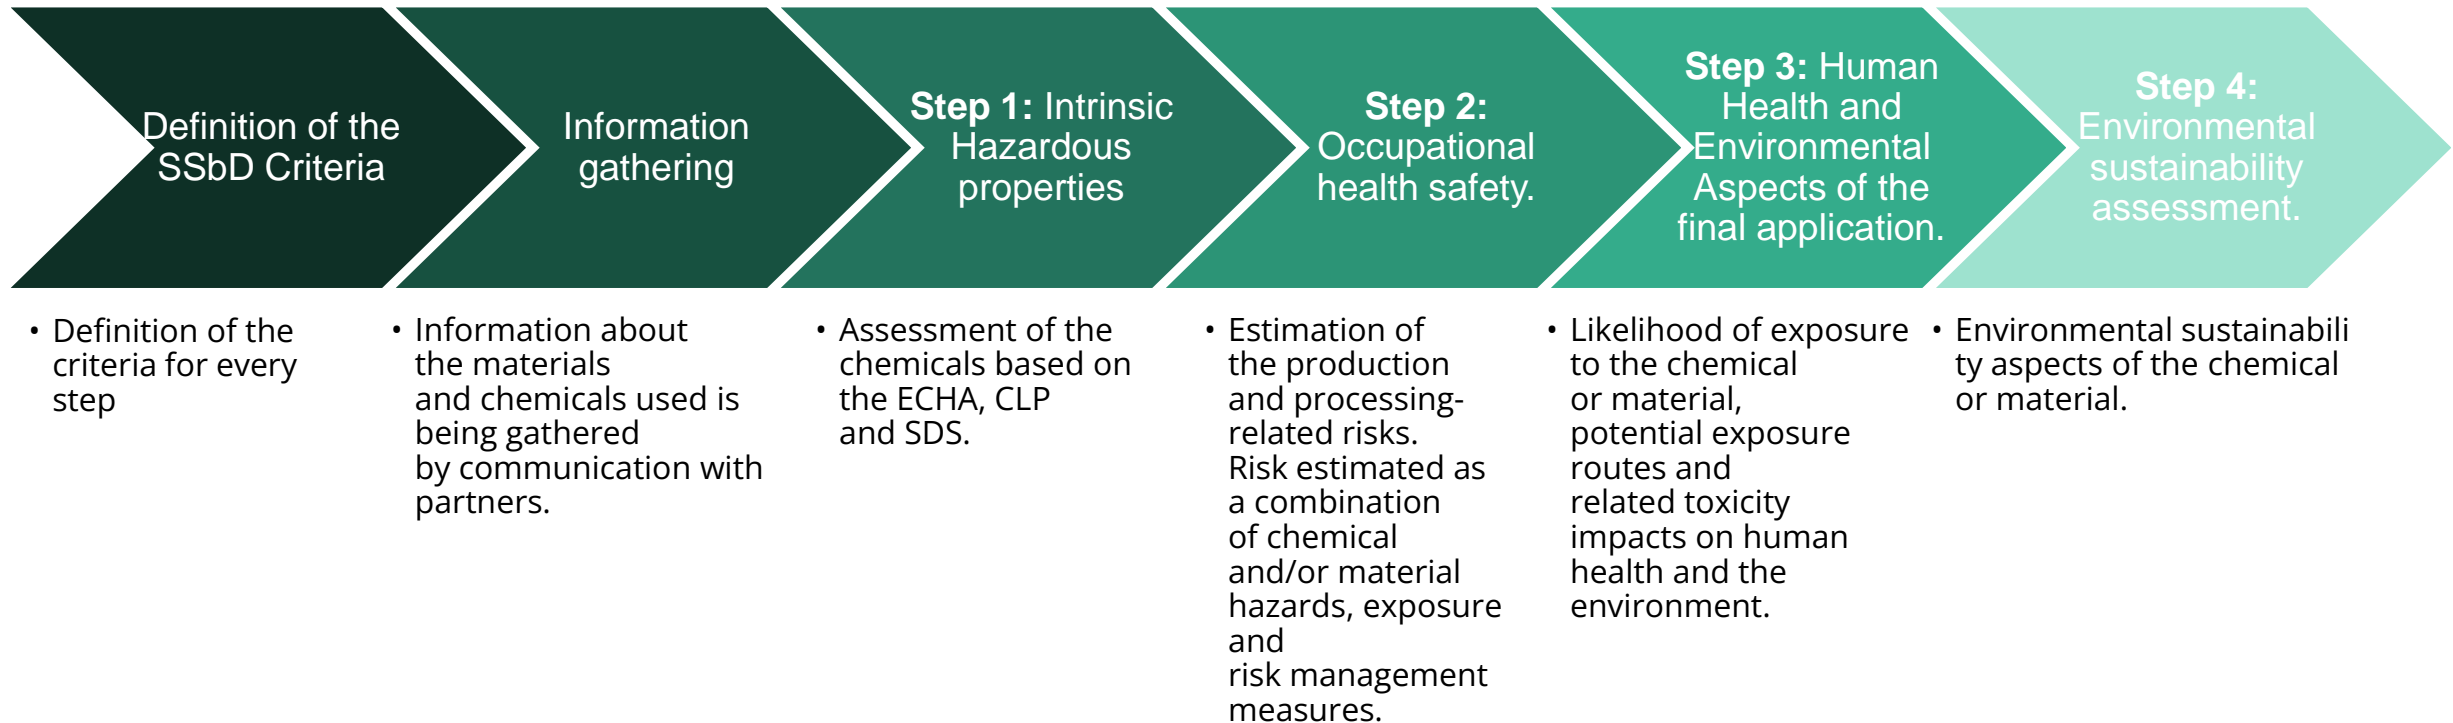 Definition of the
SSbD Criteria
Information
gathering
Step 1: Intrinsic
Hazardous
properties
Step 2:
Occupational
health safety.
Step 3: Human
Health and
Environmental
Aspects of the
final application.
Step 4:
Environmental
sustainability
assessment.
• Definition of the
criteria for every
step
• Information about
the materials
and chemicals used is
being gathered
by communication with
partners.
• Assessment of the
chemicals based on
the ECHA, CLP
and SDS.
• Estimation of
the production
and processing-
related risks.
Risk estimated as
a combination
of chemical
and/or material
hazards, exposure
and
risk management
measures.
• Likelihood of exposure
to the chemical
or material,
potential exposure
routes and
related toxicity
impacts on human
health and the
environment.
• Environmental sustainabili
ty aspects of the chemical
or material.